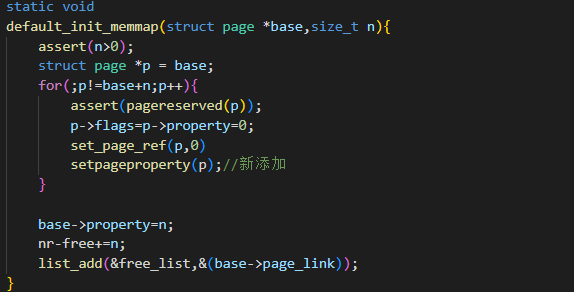 static void
default_init_memmap(struct page *base,size_t n){
    assert(n>0);
    struct page *p = base;
    for(;p!=base+n;p++){
        assert(pagereserved(p));
        p->flags=p->property=0;
        set_page_ref(p,0)
        setpageproperty(p);//新添加
    }

    base->property=n;
    nr-free+=n;
    list_add(&free_list,&(base->page_link));
}